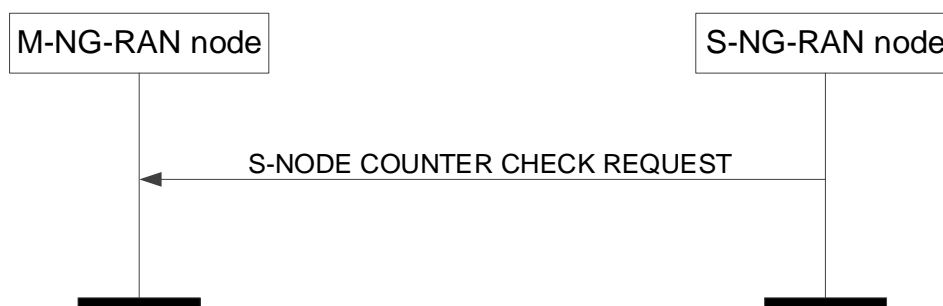 M-NG-RAN node
S-NG-RAN node
S-NODE COUNTER CHECK REQUEST